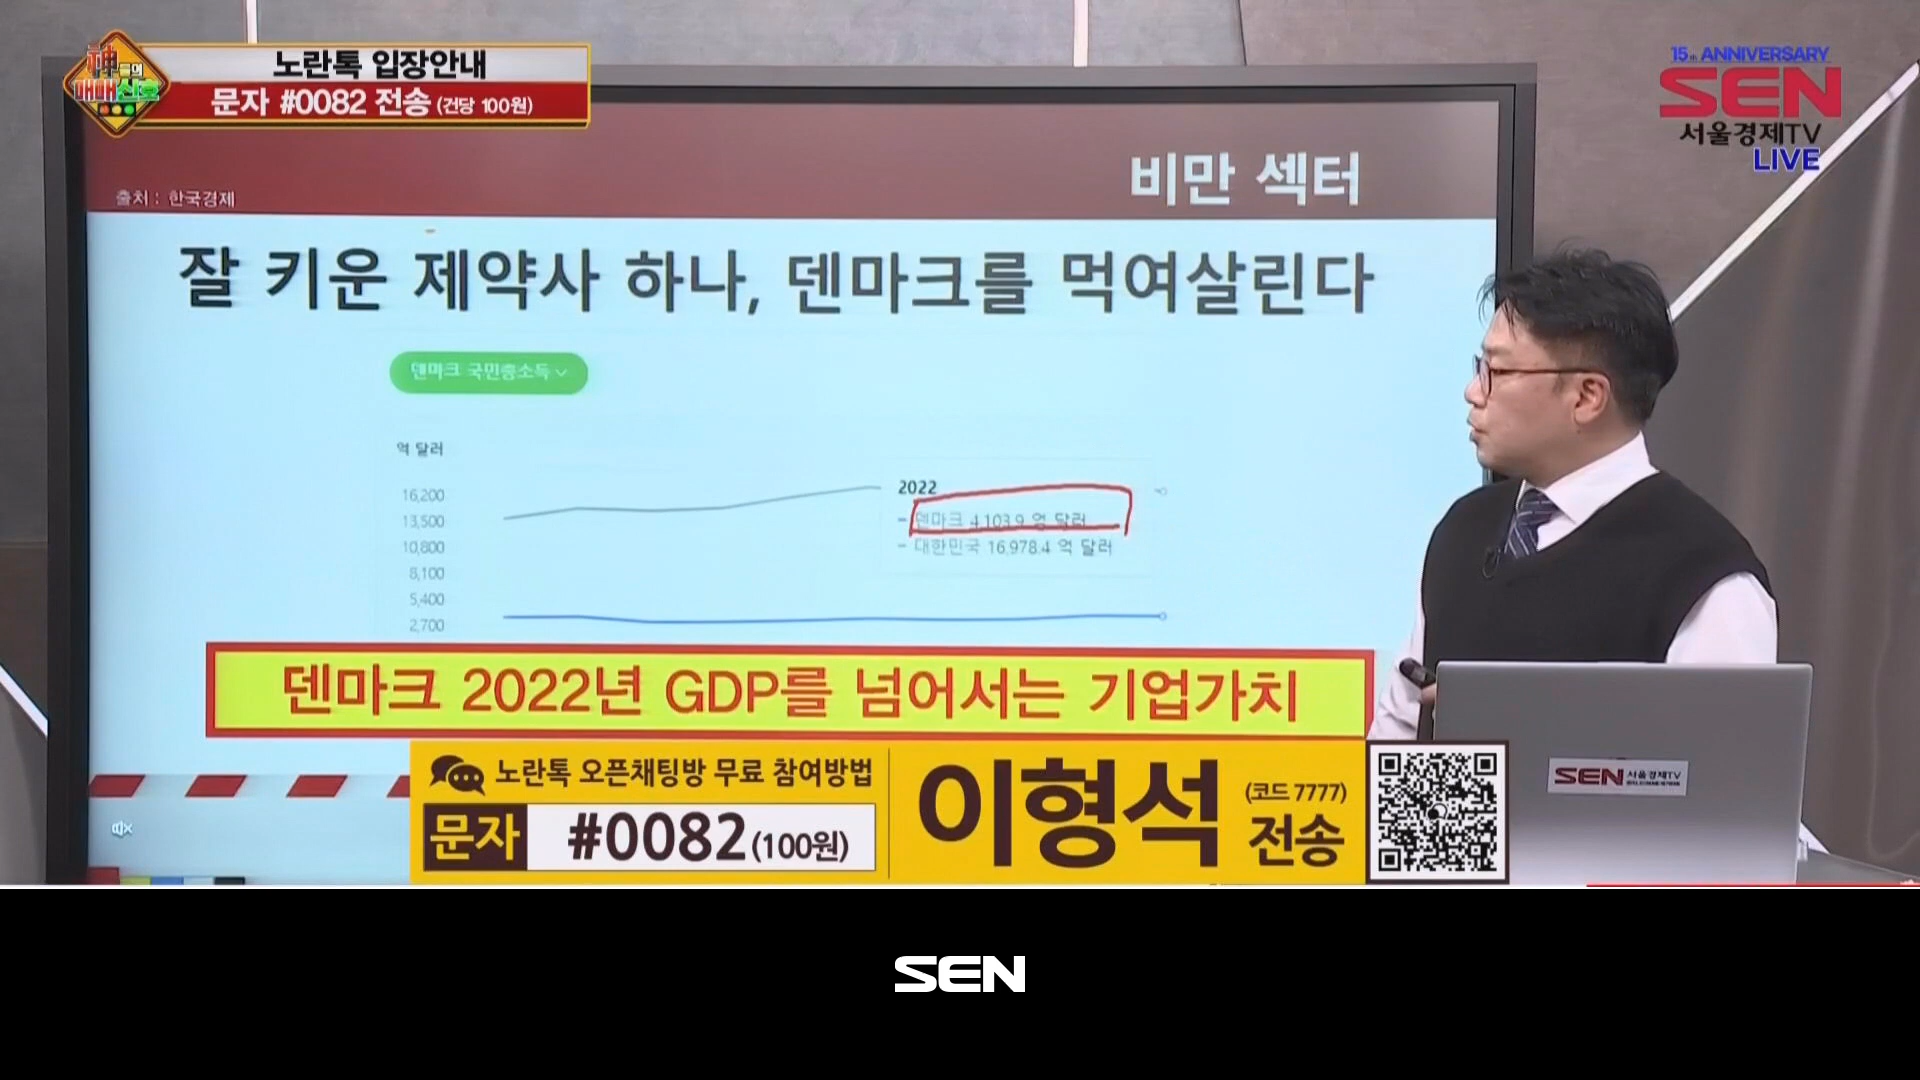 神들의
매매신호
노란톡 입장안내
문자 #0082 전송 (건당 100원)
15th ANNIVERSARY
SEN
서울경제TV
LIVE
출처 : 한국경제
비만 섹터
잘 키운 제약사 하나, 덴마크를 먹여살린다
덴마크 국민총소득
억 달러
16,200
13,500
10,800
8,100
5,400
2,700
2022
- 덴마크 4,103.9 억 달러
- 대한민국 16,978.4 억 달러
덴마크 2022년 GDP를 넘어서는 기업가치
노란톡 오픈채팅방 무료 참여방법
문자 #0082 (100원)
이형석 (코드 7777) 전송
SEN 서울경제TV
SEN